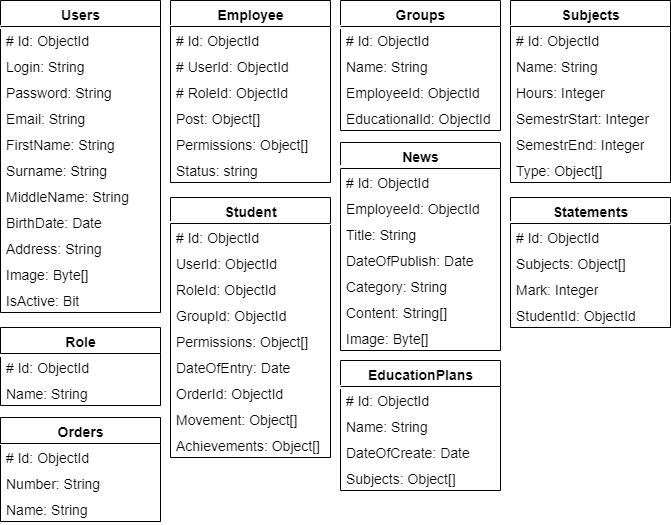 Users
# Id: ObjectId
Login: String
Password: String
Email: String
FirstName: String
Surname: String
MiddleName: String
BirthDate: Date
Address: String
Image: Byte[]
IsActive: Bit
Role
# Id: ObjectId
Name: String
Orders
# Id: ObjectId
Number: String
Name: String
Employee
# Id: ObjectId
# UserId: ObjectId
# RoleId: ObjectId
Post: Object[]
Permissions: Object[]
Status: string
Student
# Id: ObjectId
UserId: ObjectId
RoleId: ObjectId
GroupId: ObjectId
Permissions: Object[]
DateOfEntry: Date
OrderId: ObjectId
Movement: Object[]
Achievements: Object[]
Groups
# Id: ObjectId
Name: String
EmployeeId: ObjectId
EducationalId: ObjectId
News
# Id: ObjectId
EmployeeId: ObjectId
Title: String
DateOfPublish: Date
Category: String
Content: String[]
Image: Byte[]
EducationPlans
# Id: ObjectId
Name: String
DateOfCreate: Date
Subjects: Object[]
Subjects
# Id: ObjectId
Name: String
Hours: Integer
SemestrStart: Integer
SemestrEnd: Integer
Type: Object[]
Statements
# Id: ObjectId
Subjects: Object[]
Mark: Integer
StudentId: ObjectId